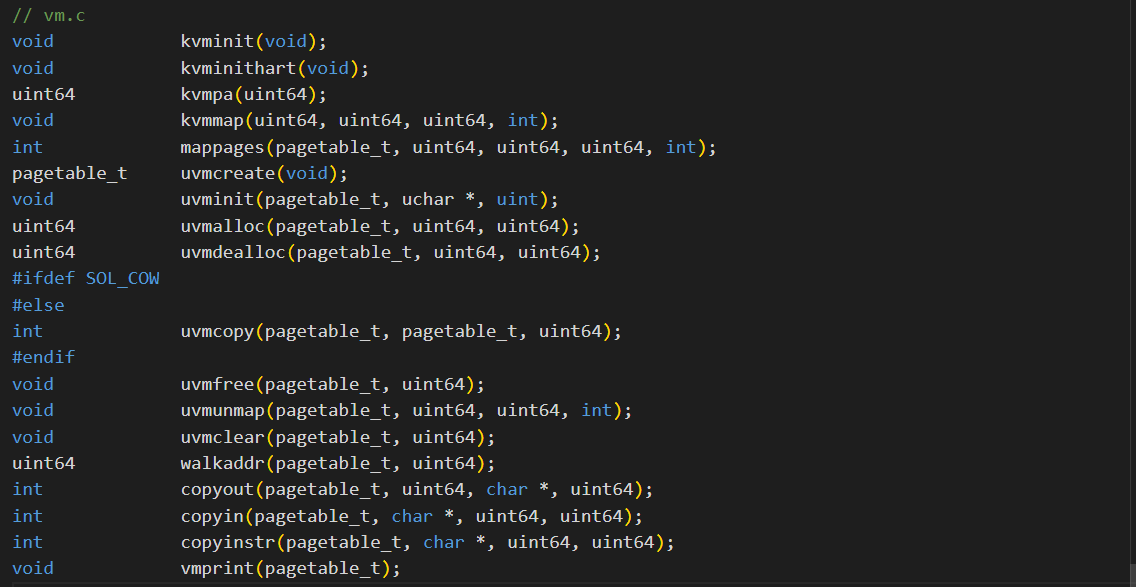 // vm.c
void            kvminit(void);
void            kvminithart(void);
uint64          kvmpa(uint64);
void            kvmmap(uint64, uint64, uint64, int);
int             mappages(pagetable_t, uint64, uint64, uint64, int);
pagetable_t     uvmcreate(void);
void            uvminit(pagetable_t, uchar *, uint);
uint64          uvmalloc(pagetable_t, uint64, uint64);
uint64          uvmdealloc(pagetable_t, uint64, uint64);
#ifdef SOL_COW
#else
int             uvmcopy(pagetable_t, pagetable_t, uint64);
#endif
void            uvmfree(pagetable_t, uint64);
void            uvmunmap(pagetable_t, uint64, uint64, int);
void            uvmclear(pagetable_t, uint64);
uint64          walkaddr(pagetable_t, uint64);
int             copyout(pagetable_t, uint64, char *, uint64);
int             copyin(pagetable_t, char *, uint64, uint64);
int             copyinstr(pagetable_t, char *, uint64, uint64);
void            vmprint(pagetable_t);